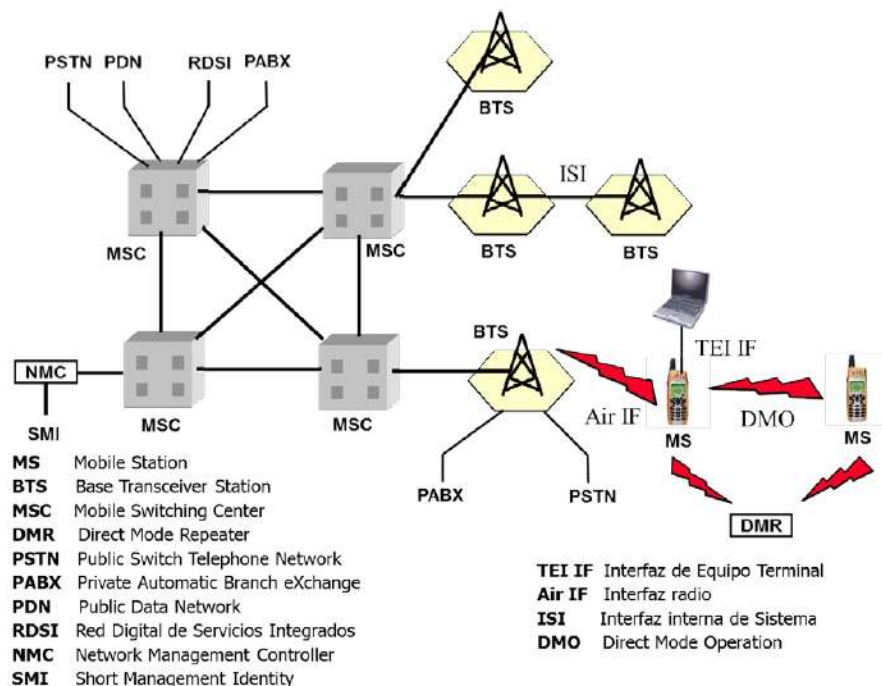 PSTN PDN RDSI PABX
BTS
ISI
MSC MSC BTS BTS
BTS
TEI IF
NMC
Air IF DMO
SMI MSC MSC MS MS
PABX PSTN
DMR
MS Mobile Station
BTS Base Transceiver Station
MSC Mobile Switching Center
DMR Direct Mode Repeater
PSTN Public Switch Telephone Network
PABX Private Automatic Branch eXchange
PDN Public Data Network
RDSI Red Digital de Servicios Integrados
NMC Network Management Controller
SMI Short Management Identity
TEI IF Interfaz de Equipo Terminal
Air IF Interfaz radio
ISI Interfaz interna de Sistema
DMO Direct Mode Operation